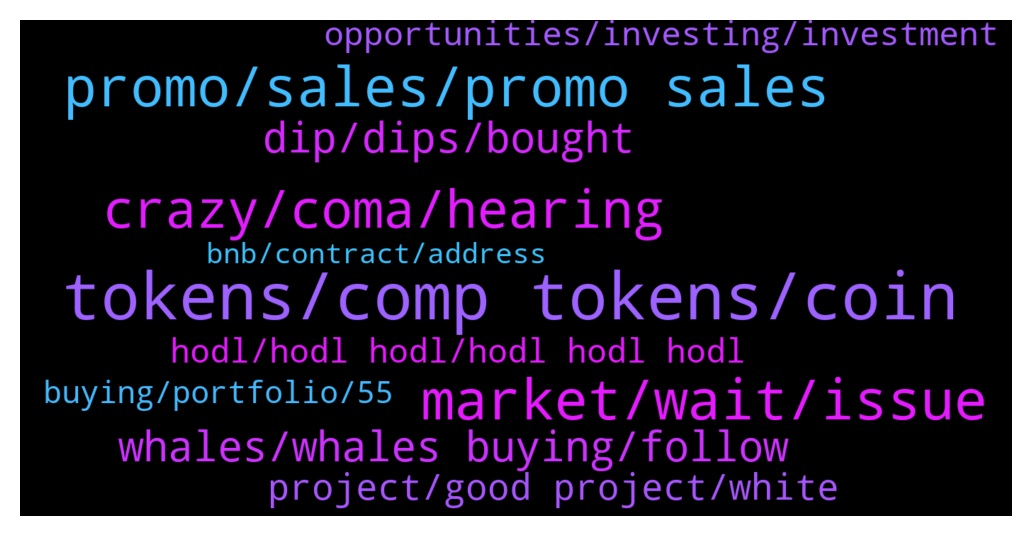 opportunities/investing/investment
promo/sales/promo sales
dip/dips/bought
crazy/coma/hearing
bnb/contract/address
tokens/comp tokens/coin
hodl/hodl hodl/hodl hodl hodl
buying/portfolio/55
market/wait/issue
whales/whales buying/follow
project/good project/white